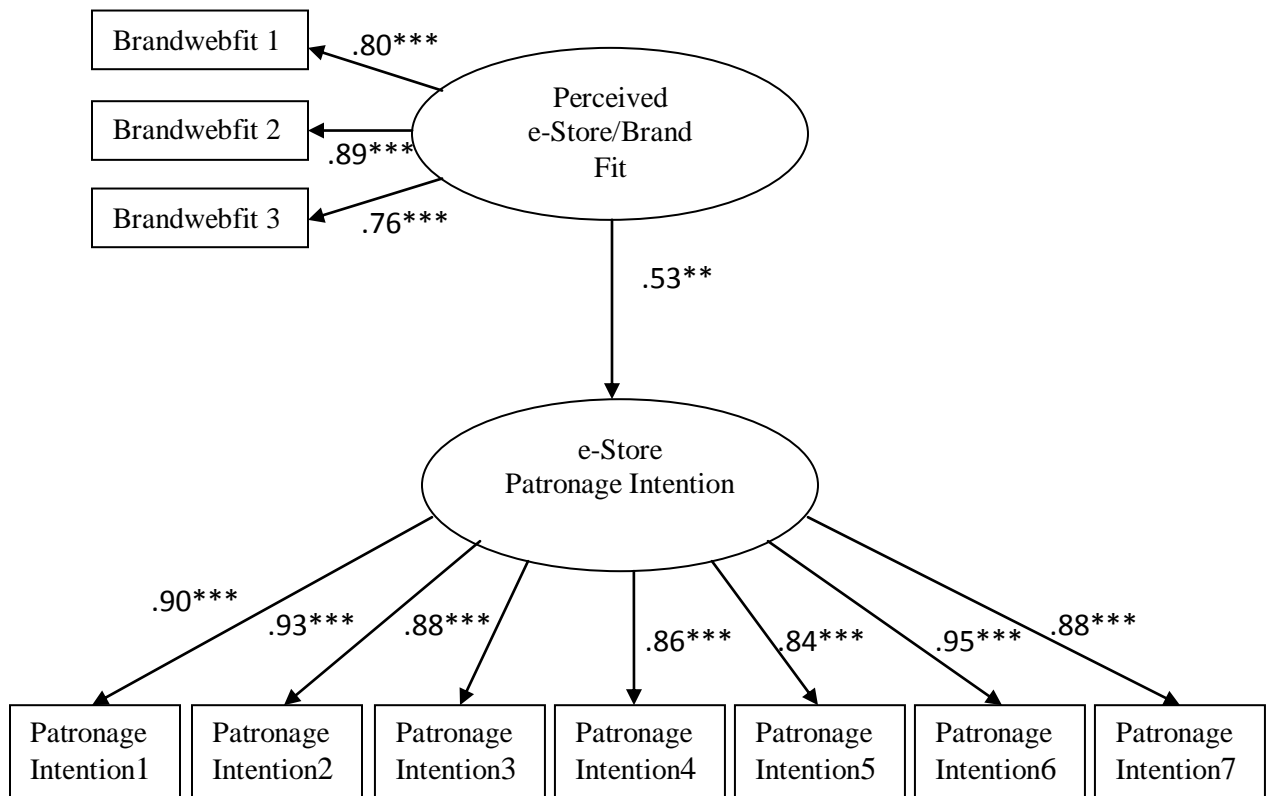 Brandwebfit 1
.80***
Perceived
e-Store/Brand
Fit
Brandwebfit 2
.89***
Brandwebfit 3
.76***
.53**
e-Store
Patronage Intention
.90***
.93***
.88***
.86***
.84***
.95***
.88***
Patronage
Intention1
Patronage
Intention2
Patronage
Intention3
Patronage
Intention4
Patronage
Intention5
Patronage
Intention6
Patronage
Intention7